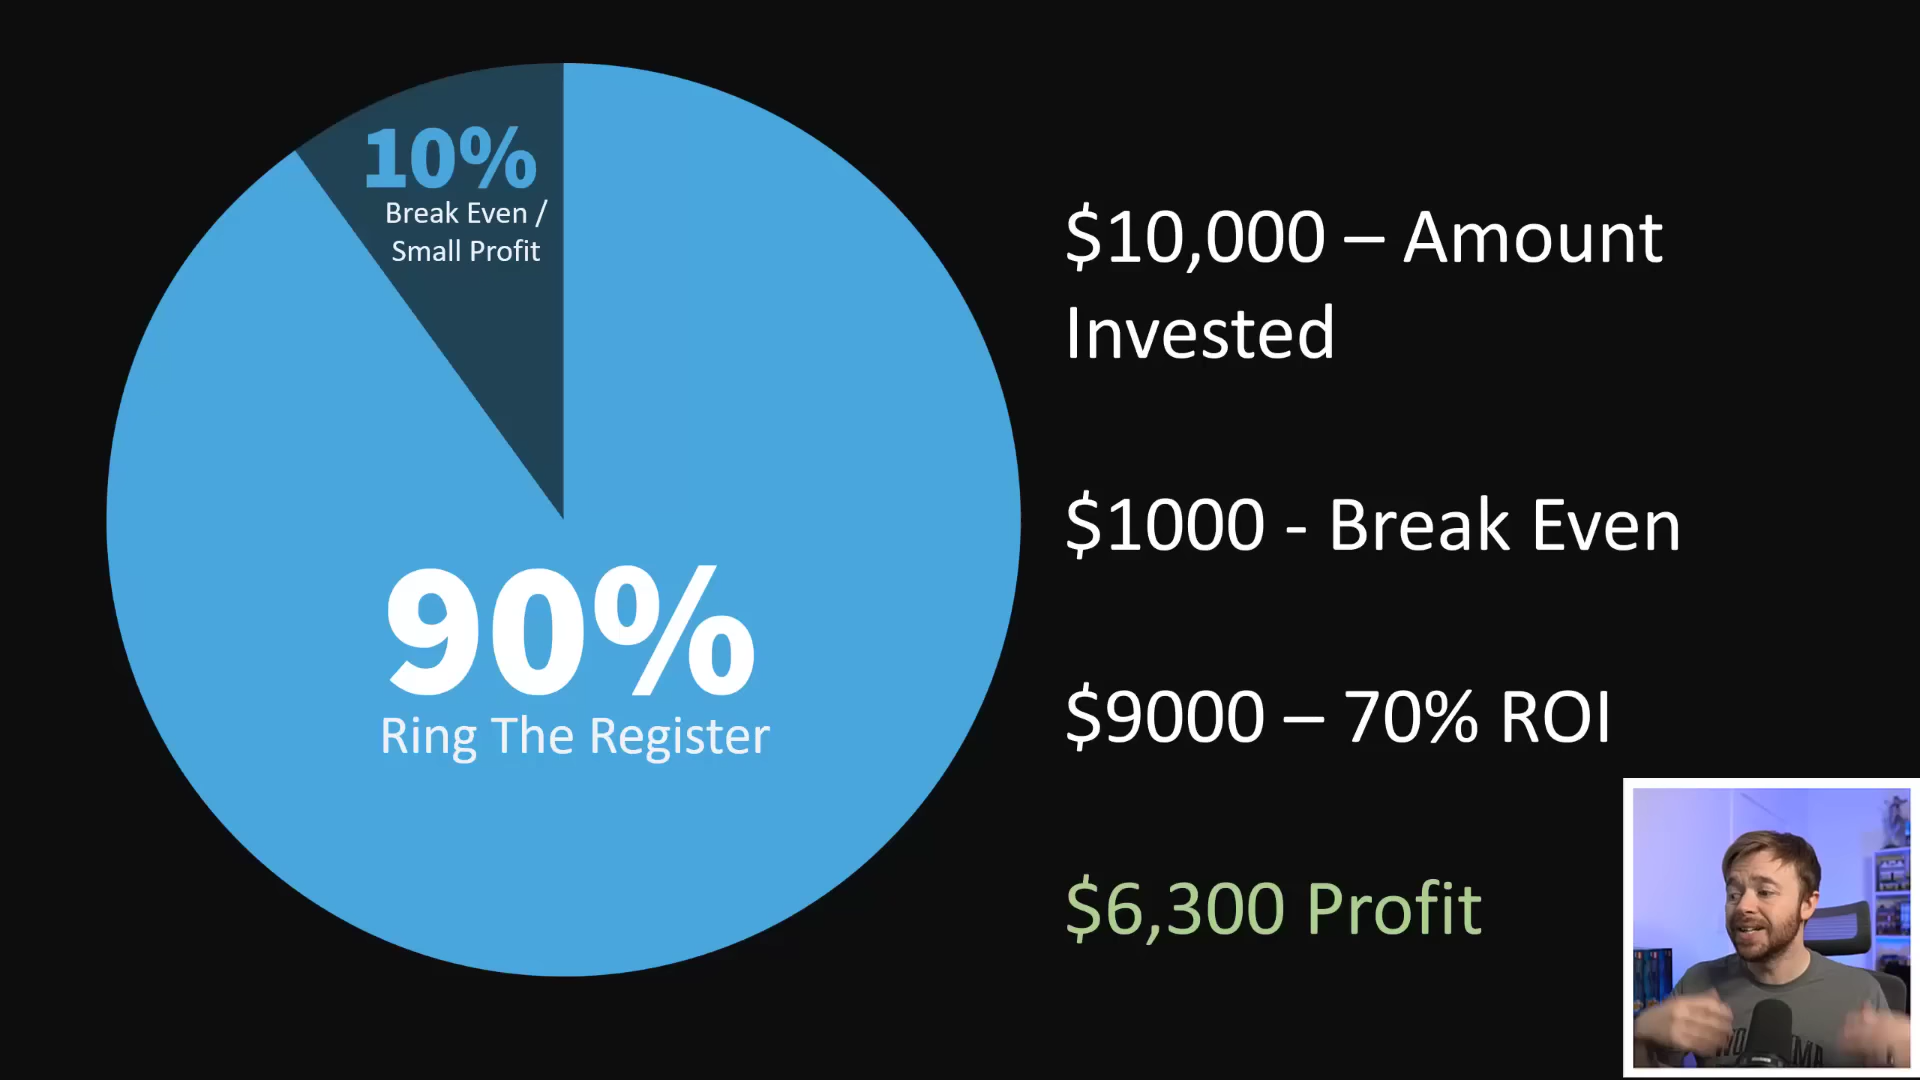 10%
Break Even /
Small Profit
90%
Ring The Register
$10,000 – Amount
Invested
$1000 - Break Even
$9000 – 70% ROI
$6,300 Profit